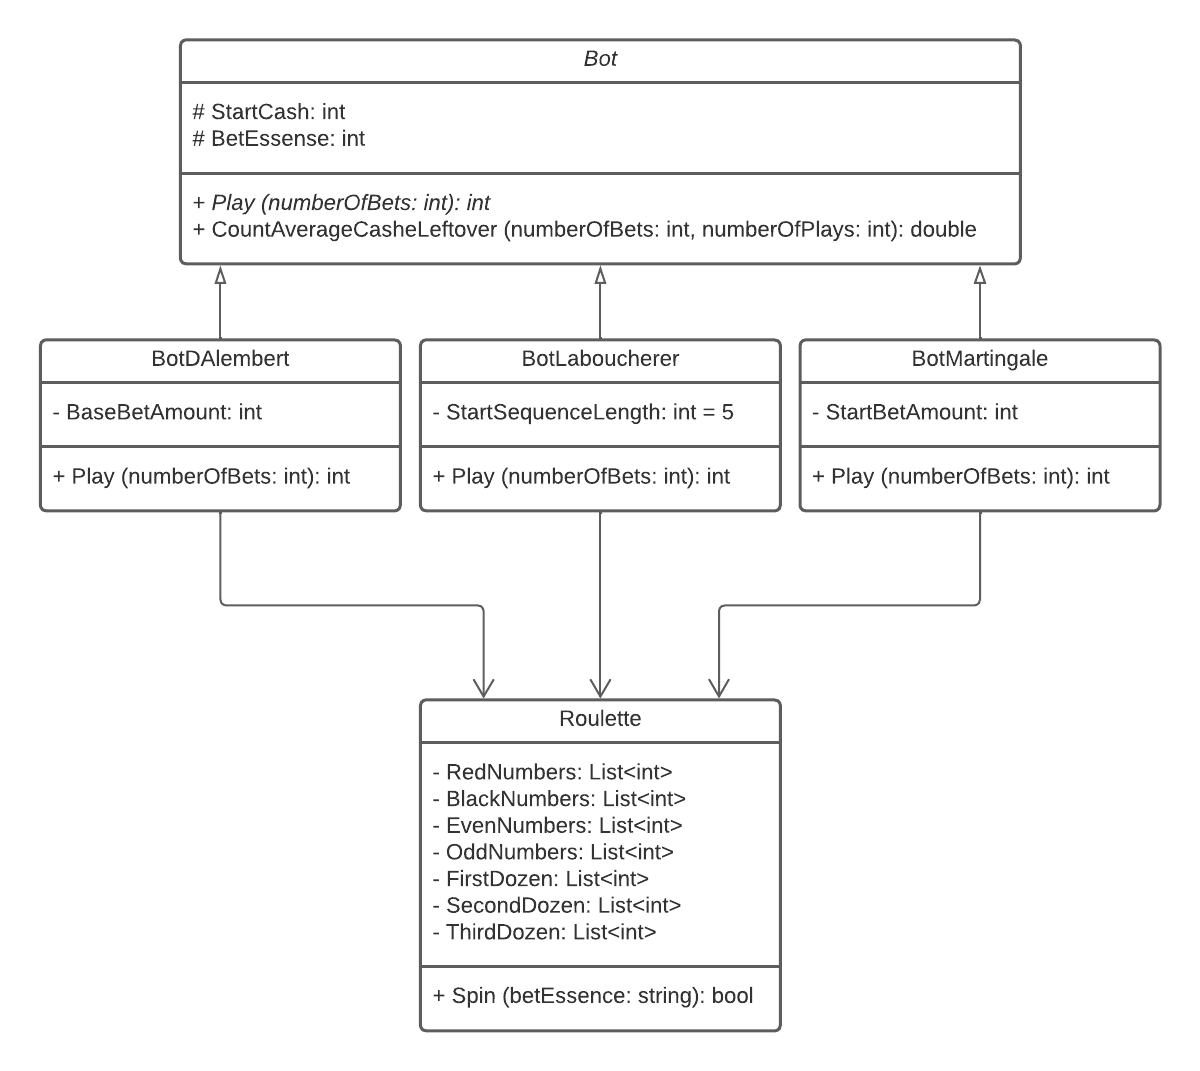 Bot
# StartCash: int
# BetEssense: int
+ Play (numberOfBets: int): int
+ CountAverageCasheLeftover (numberOfBets: int, numberOfPlays: int): double
BotDAlembert
- BaseBetAmount: int
+ Play (numberOfBets: int): int
BotLaboucherer
- StartSequenceLength: int = 5
+ Play (numberOfBets: int): int
BotMartingale
- StartBetAmount: int
+ Play (numberOfBets: int): int
Roulette
- RedNumbers: List<int>
- BlackNumbers: List<int>
- EvenNumbers: List<int>
- OddNumbers: List<int>
- FirstDozen: List<int>
- SecondDozen: List<int>
- ThirdDozen: List<int>
+ Spin (betEssence: string): bool